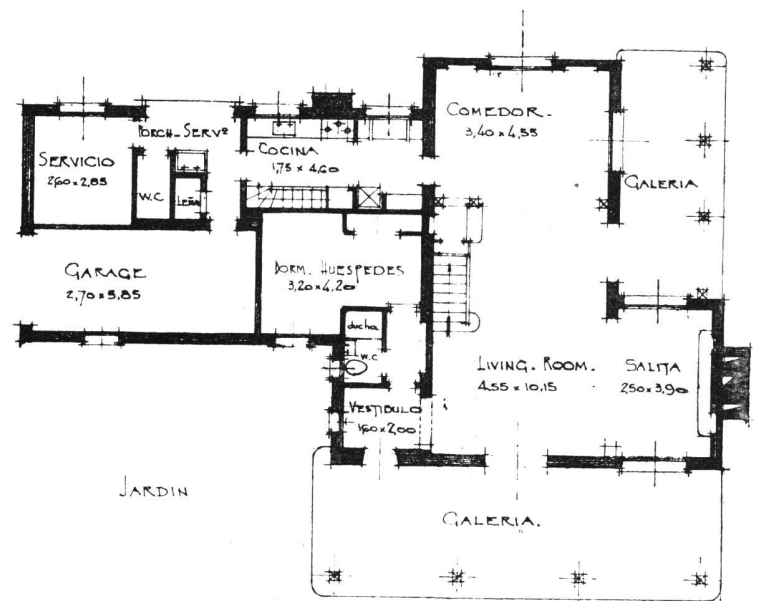 COMEDOR.
3,40 x 4,55
PORCH-SERVº
SERVICIO
2,60 x 2,85
COCINA
1,75 x 4,60
W.C
LEÑA
GALERIA
GARAGE
2,70 x 5,85
DORM. HUESPEDES
3,20 x 4,20
ducha
W.C
LIVING. ROOM.
4,55 x 10,15
SALITA
2,50 x 3,90
VESTIBULO
1,60 x 2,00
JARDIN
GALERIA.